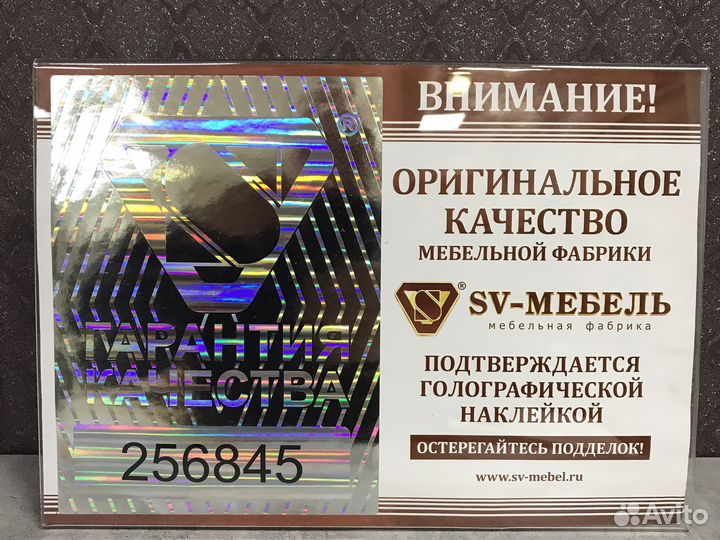 ®
ГАРАНТИЯ
КАЧЕСТВА
256845
ВНИМАНИЕ!
ОРИГИНАЛЬНОЕ
КАЧЕСТВО
МЕБЕЛЬНОЙ ФАБРИКИ
SV-МЕБЕЛЬ
мебельная фабрика
ПОДТВЕРЖДАЕТСЯ
ГОЛОГРАФИЧЕСКОЙ
НАКЛЕЙКОЙ
ОСТЕРЕГАЙТЕСЬ ПОДДЕЛОК!
www.sv-mebel.ru
Avito